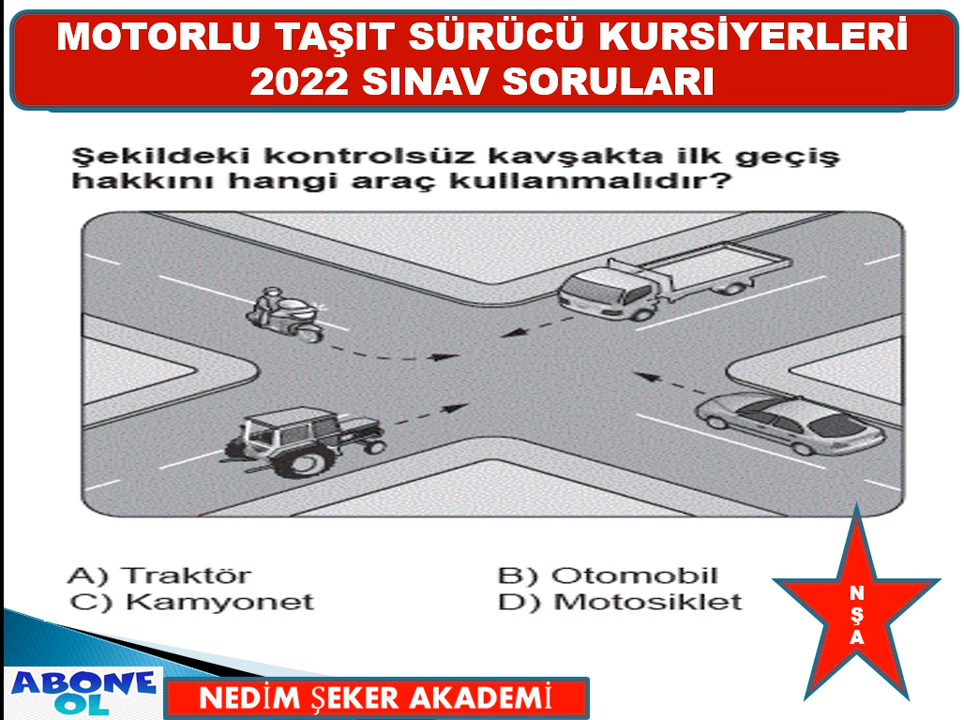 MOTORLU TAŞIT SÜRÜCÜ KURSİYERLERİ
2022 SINAV SORULARI
Şekildeki kontrolsüz kavşakta ilk geçiş
hakkını hangi araç kullanmalıdır?
A) Traktör
B) Otomobil
C) Kamyonet
D) Motosiklet
N
Ş
A
ABONE
OL
NEDİM ŞEKER AKADEMİ